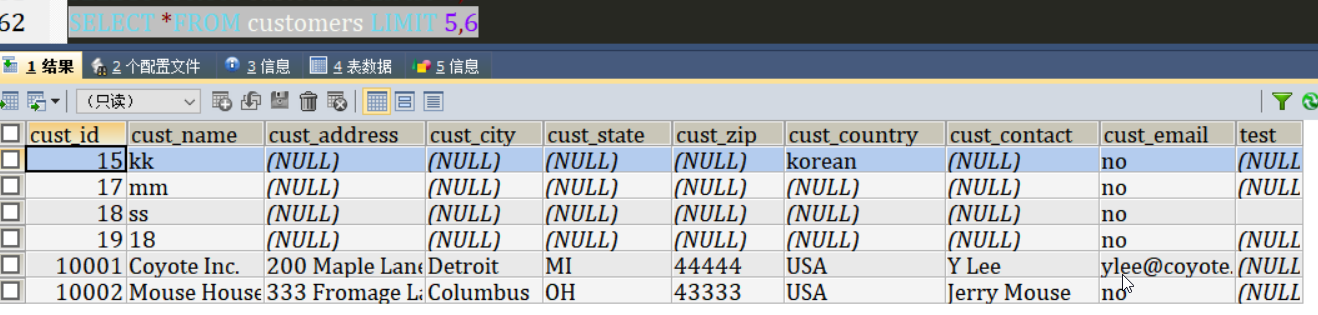 62 SELECT *FROM customers LIMIT 5,6
1 结果 2 个配置文件 3 信息 4 表数据 5 信息
（只读）
cust_id cust_name cust_address cust_city cust_state cust_zip cust_country cust_contact cust_email test
15 kk (NULL) (NULL) (NULL) (NULL) korean (NULL) no (NULL
17 mm (NULL) (NULL) (NULL) (NULL) (NULL) (NULL) no (NULL
18 ss (NULL) (NULL) (NULL) (NULL) (NULL) (NULL) no
19 18 (NULL) (NULL) (NULL) (NULL) (NULL) (NULL) no (NULL
10001 Coyote Inc. 200 Maple Lane Detroit MI 44444 USA Y Lee ylee@coyote. (NULL
10002 Mouse House 333 Fromage La Columbus OH 43333 USA Jerry Mouse no (NULL